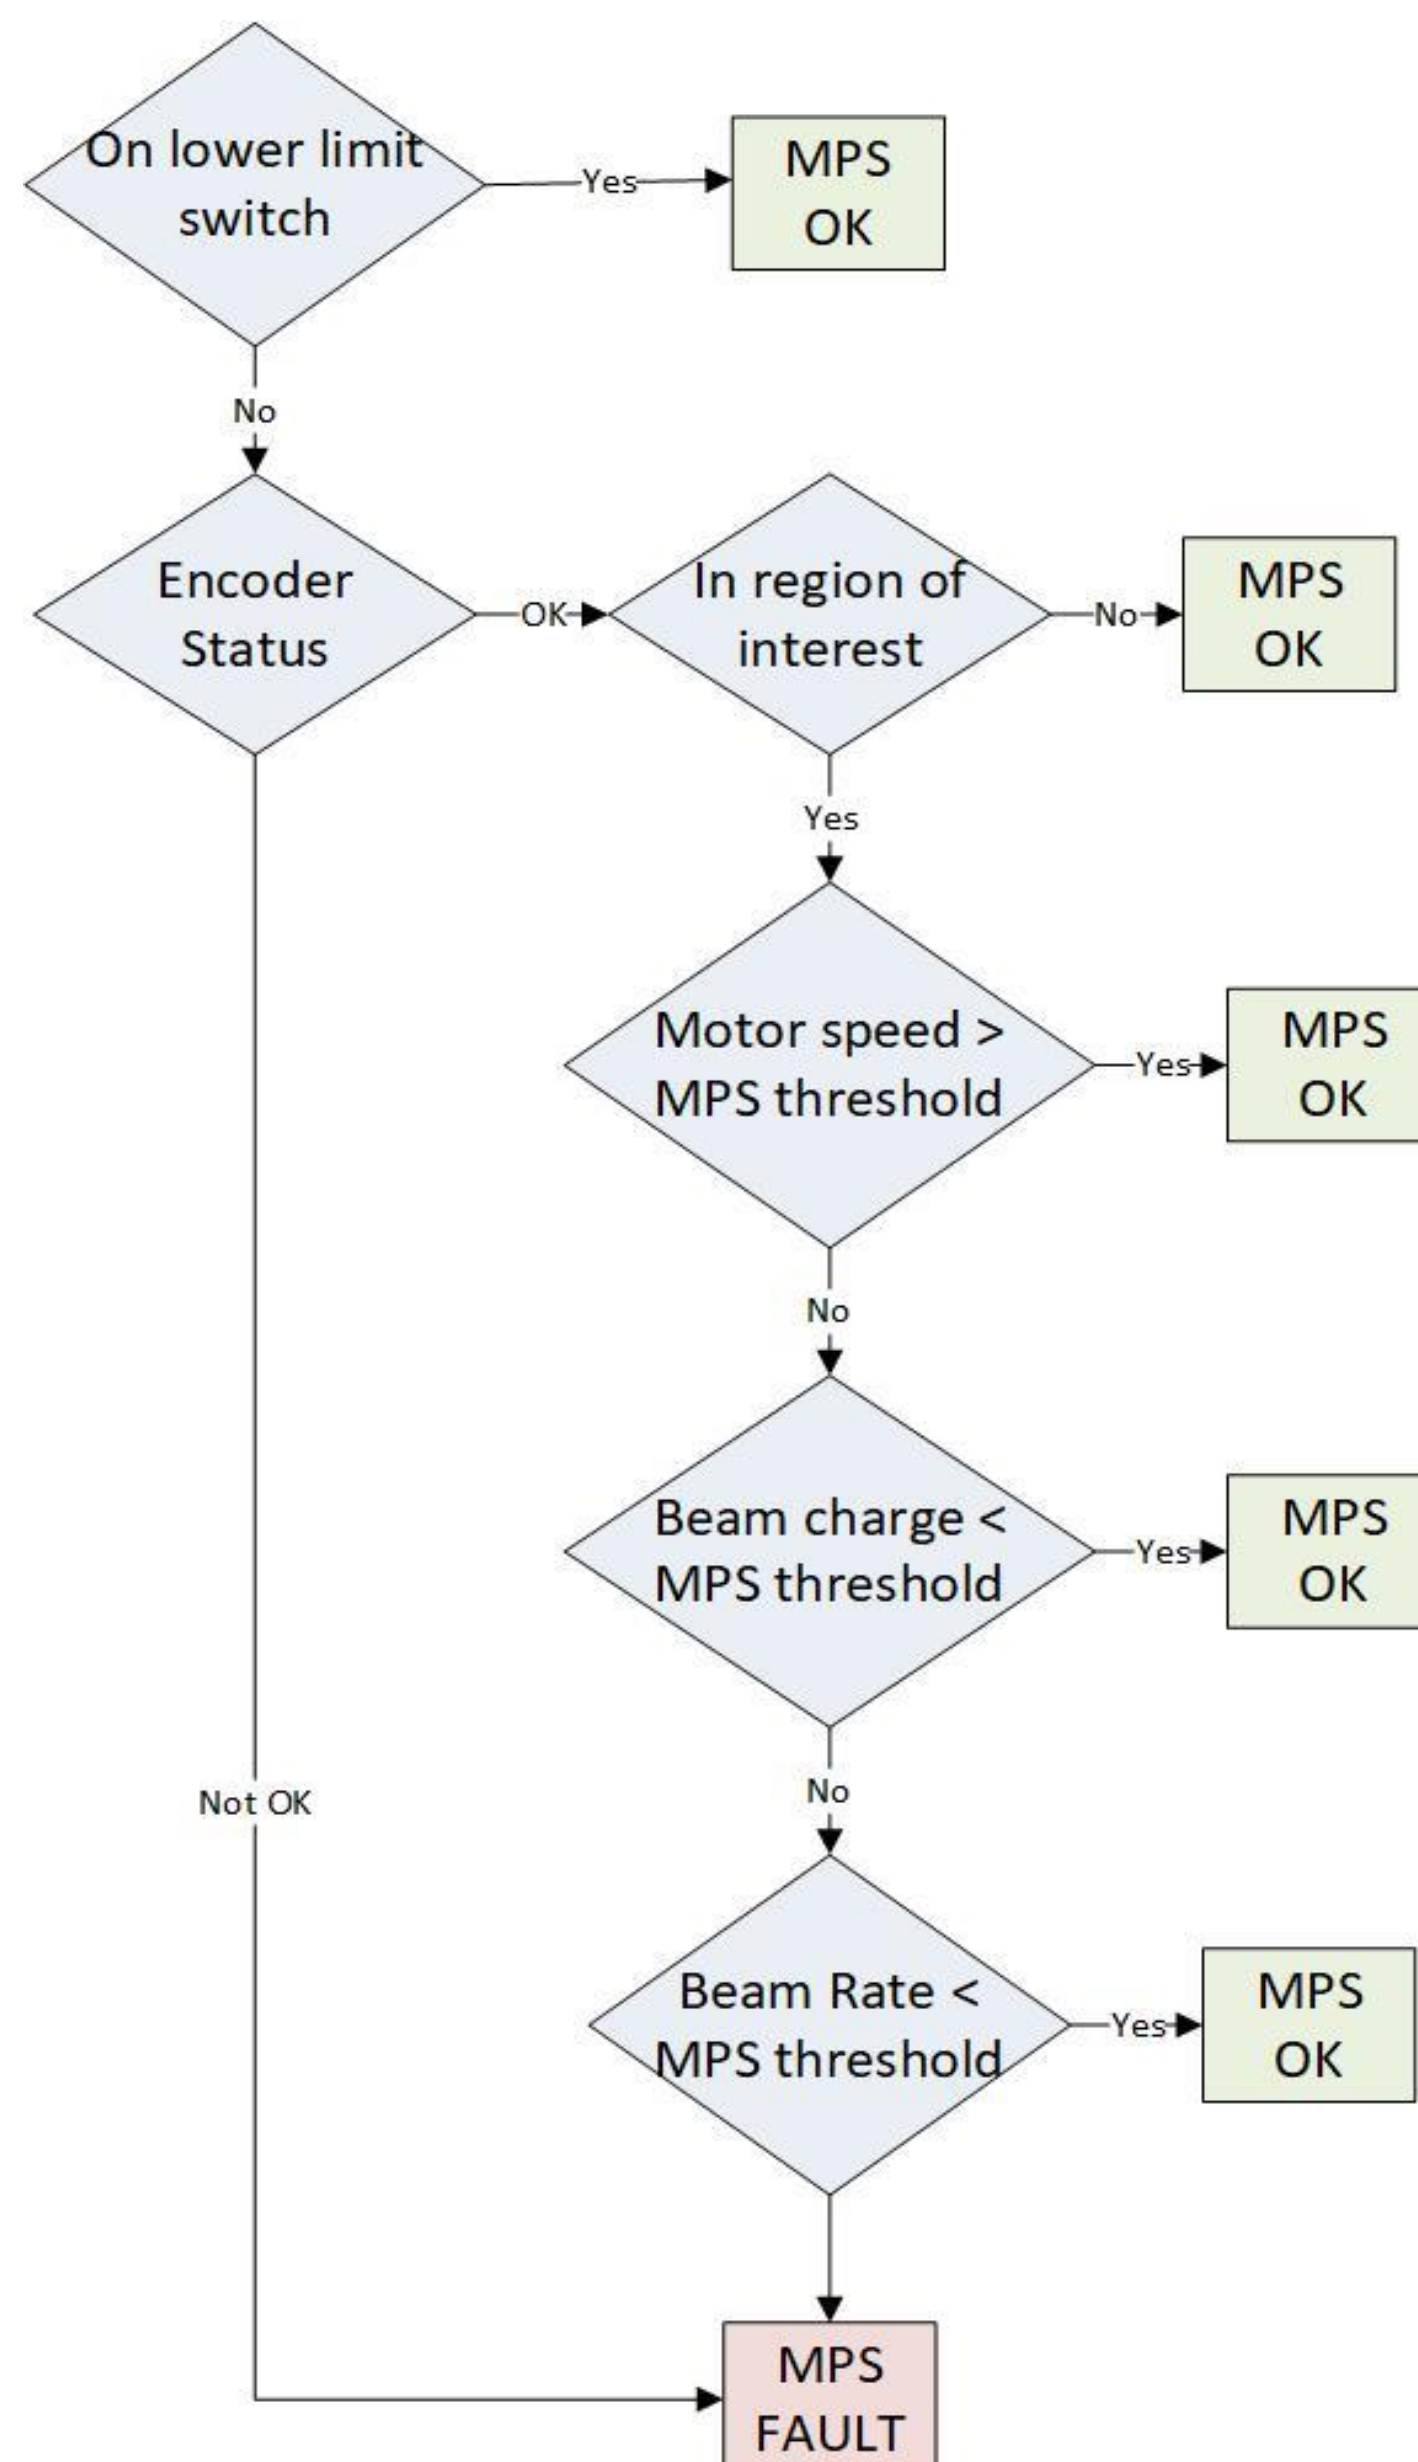 On lower limit
switch
Yes
MPS
OK
No
Encoder
Status
OK
In region of
interest
No
MPS
OK
Yes
Motor speed >
MPS threshold
Yes
MPS
OK
No
Beam charge <
MPS threshold
Yes
MPS
OK
No
Not OK
Beam Rate <
MPS threshold
Yes
MPS
OK
MPS
FAULT